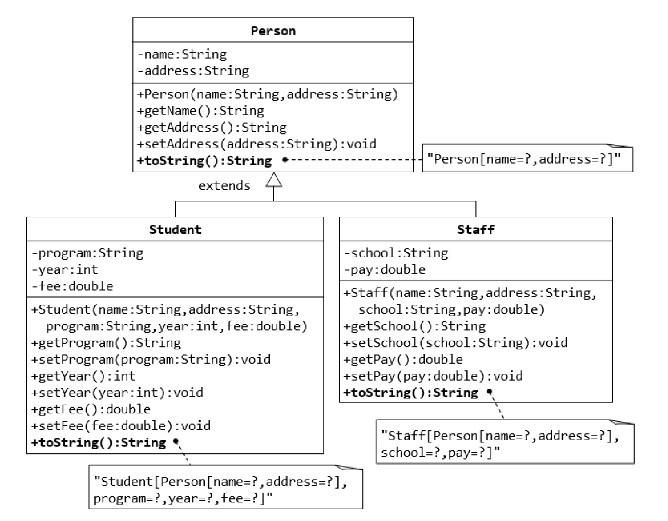 Person
-name:String
-address:String
+Person(name:String,address:String)
+getName():String
+getAddress():String
+setAddress(address:String):void
+toString():String
"Person[name=?,address=?]"
extends
Student
-program:String
-year:int
-fee:double
+Student(name:String,address:String,
program:String,year:int,fee:double)
+getProgram():String
+setProgram(program:String):void
+getYear():int
+setYear(year:int):void
+getFee():double
+setFee(fee:double):void
+toString():String
"Student[Person[name=?,address=?],
program=?,year=?,fee=?]"
Staff
-school:String
-pay:double
+Staff(name:String,address:String,
school:String,pay:double)
+getSchool():String
+setSchool(school:String):void
+getPay():double
+setPay(pay:double):void
+toString():String
"Staff[Person[name=?,address=?],
school=?,pay=?]"